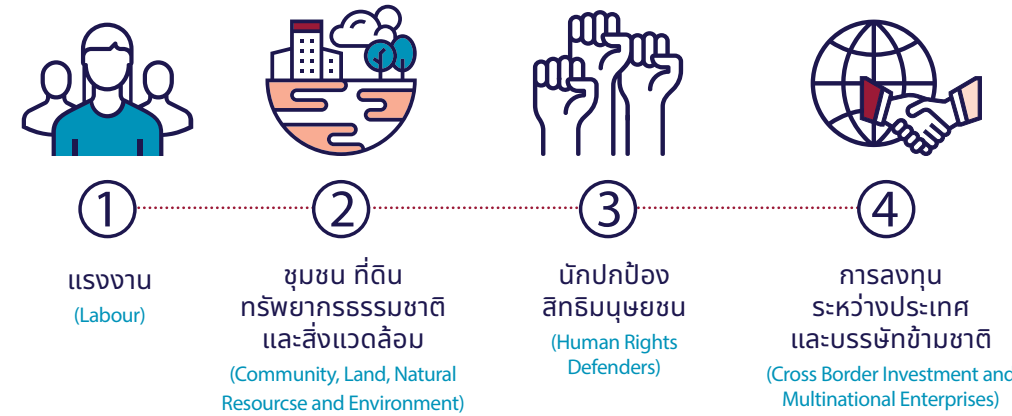 1
แรงงาน
(Labour)
2
ชุมชน ที่ดิน
ทรัพยากรธรรมชาติ
และสิ่งแวดล้อม
(Community, Land, Natural
Resourcse and Environment)
3
นักปกป้อง
สิทธิมนุษยชน
(Human Rights
Defenders)
4
การลงทุน
ระหว่างประเทศ
และบรรษัทข้ามชาติ
(Cross Border Investment and
Multinational Enterprises)